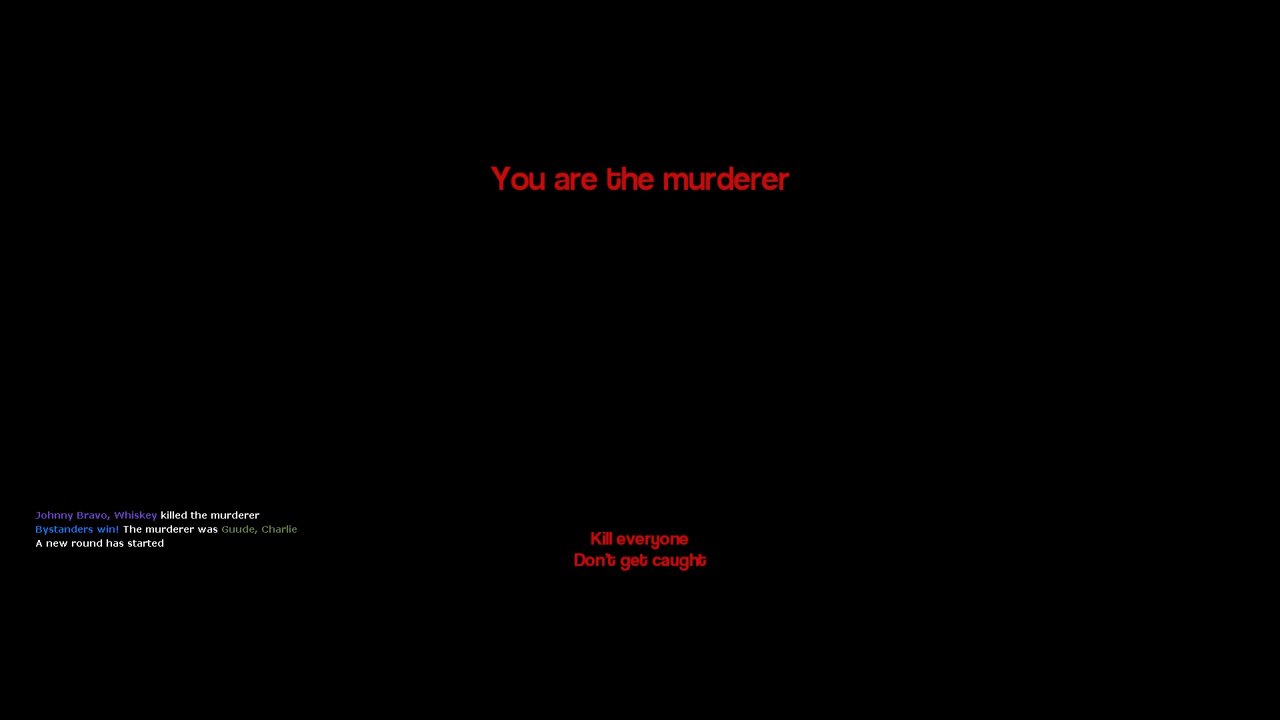 You are the murderer
Johnny Bravo, Whiskey killed the murderer
Bystanders win! The murderer was Guude, Charlie
A new round has started
Kill everyone
Don't get caught